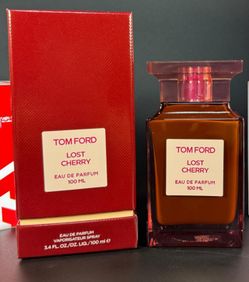 TOM FORD
LOST
CHERRY
EAU DE PARFUM
100 ML
EAU DE PARFUM
VAPORISATEUR SPRAY
3.4 FL.OZ./OZ. LIQ./100 ml ℮
TOM FORD
LOST
CHERRY
EAU DE PARFUM
100 ML